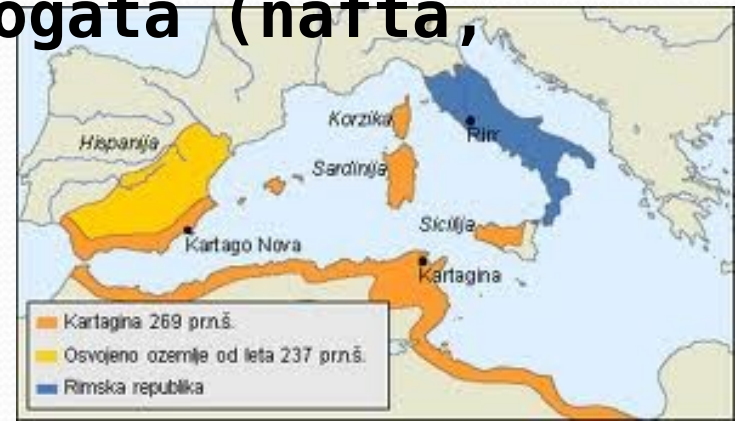 ogata (nafta,
Korzika
Rim
Hispanija
Sardinija
Sicilija
Kartago Nova
Kartagina
Kartagina 269 pr.n.š.
Osvojeno ozemlje od leta 237 pr.n.š.
Rimska republika